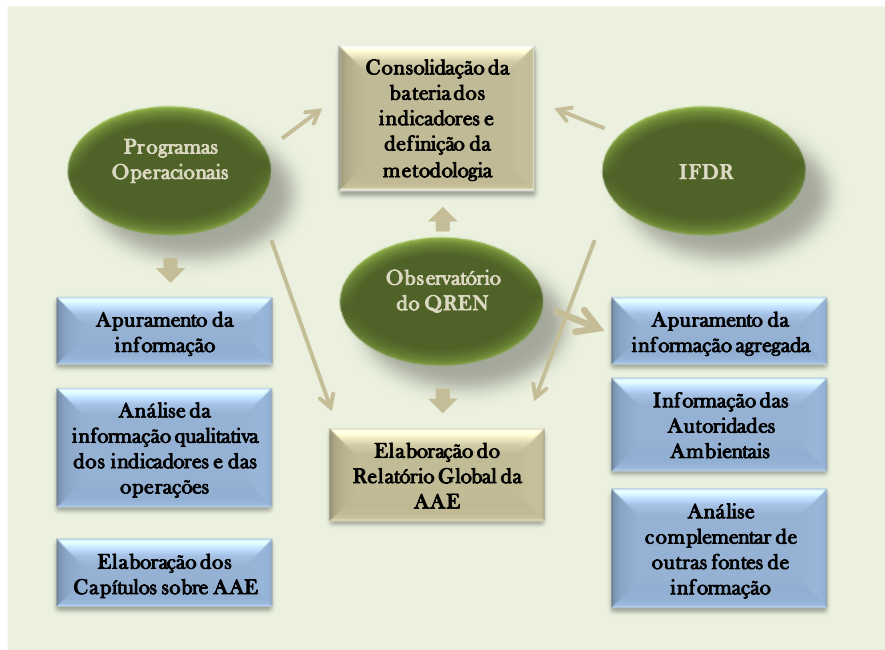 Consolidação da
bateria dos
indicadores e
definição da
metodologia
Programas
Operacionais
IFDR
Observatório
do QREN
Apuramento da
informação
Análise da
informação qualitativa
dos indicadores e das
operações
Elaboração dos
Capítulos sobre AAE
Elaboração do
Relatório Global da
AAE
Apuramento da
informação agregada
Informação das
Autoridades
Ambientais
Análise
complementar de
outras fontes de
informação